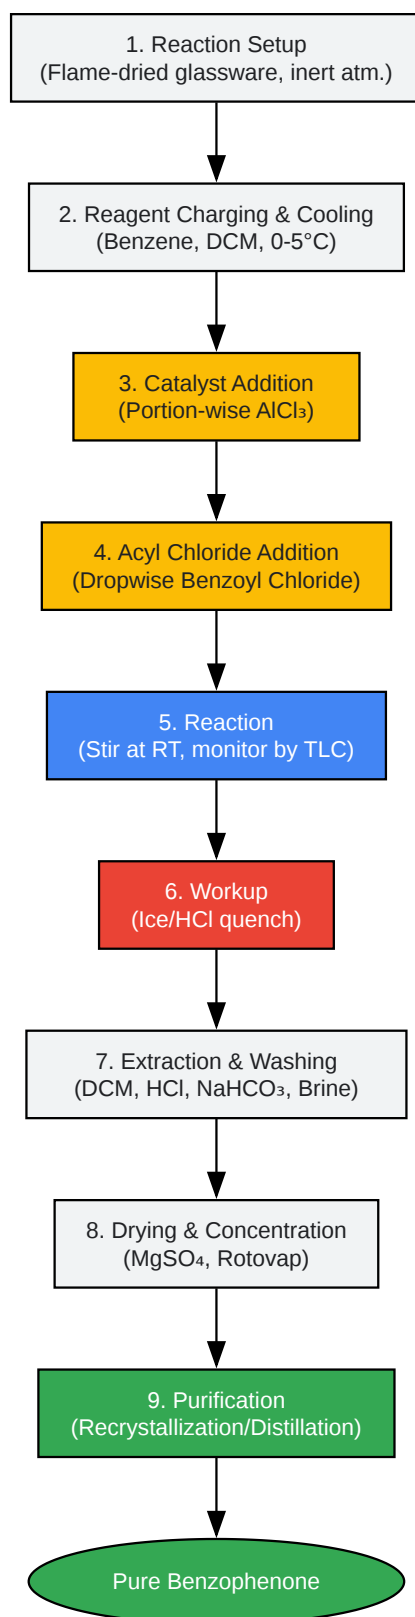 1. Reaction Setup
(Flame-dried glassware, inert atm.)
2. Reagent Charging & Cooling
(Benzene, DCM, 0-5°C)
3. Catalyst Addition
(Portion-wise AlCl₃)
4. Acyl Chloride Addition
(Dropwise Benzoyl Chloride)
5. Reaction
(Stir at RT, monitor by TLC)
6. Workup
(Ice/HCl quench)
7. Extraction & Washing
(DCM, HCl, NaHCO₃, Brine)
8. Drying & Concentration
(MgSO₄, Rotovap)
9. Purification
(Recrystallization/Distillation)
Pure Benzophenone